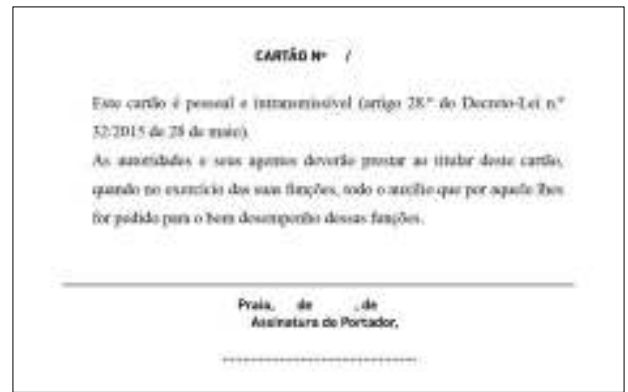 CARTÃO Nº /
Este cartão é pessoal e intransmissível (artigo 28.º do Decreto-Lei n.º
32/2015 de 28 de maio).
As autoridades e seus agentes deverão prestar ao titular deste cartão,
quando no exercício das suas funções, todo o auxílio que por aquele lhes
for pedido para o bom desempenho dessas funções.
Praia, de , de
Assinatura do Portador,